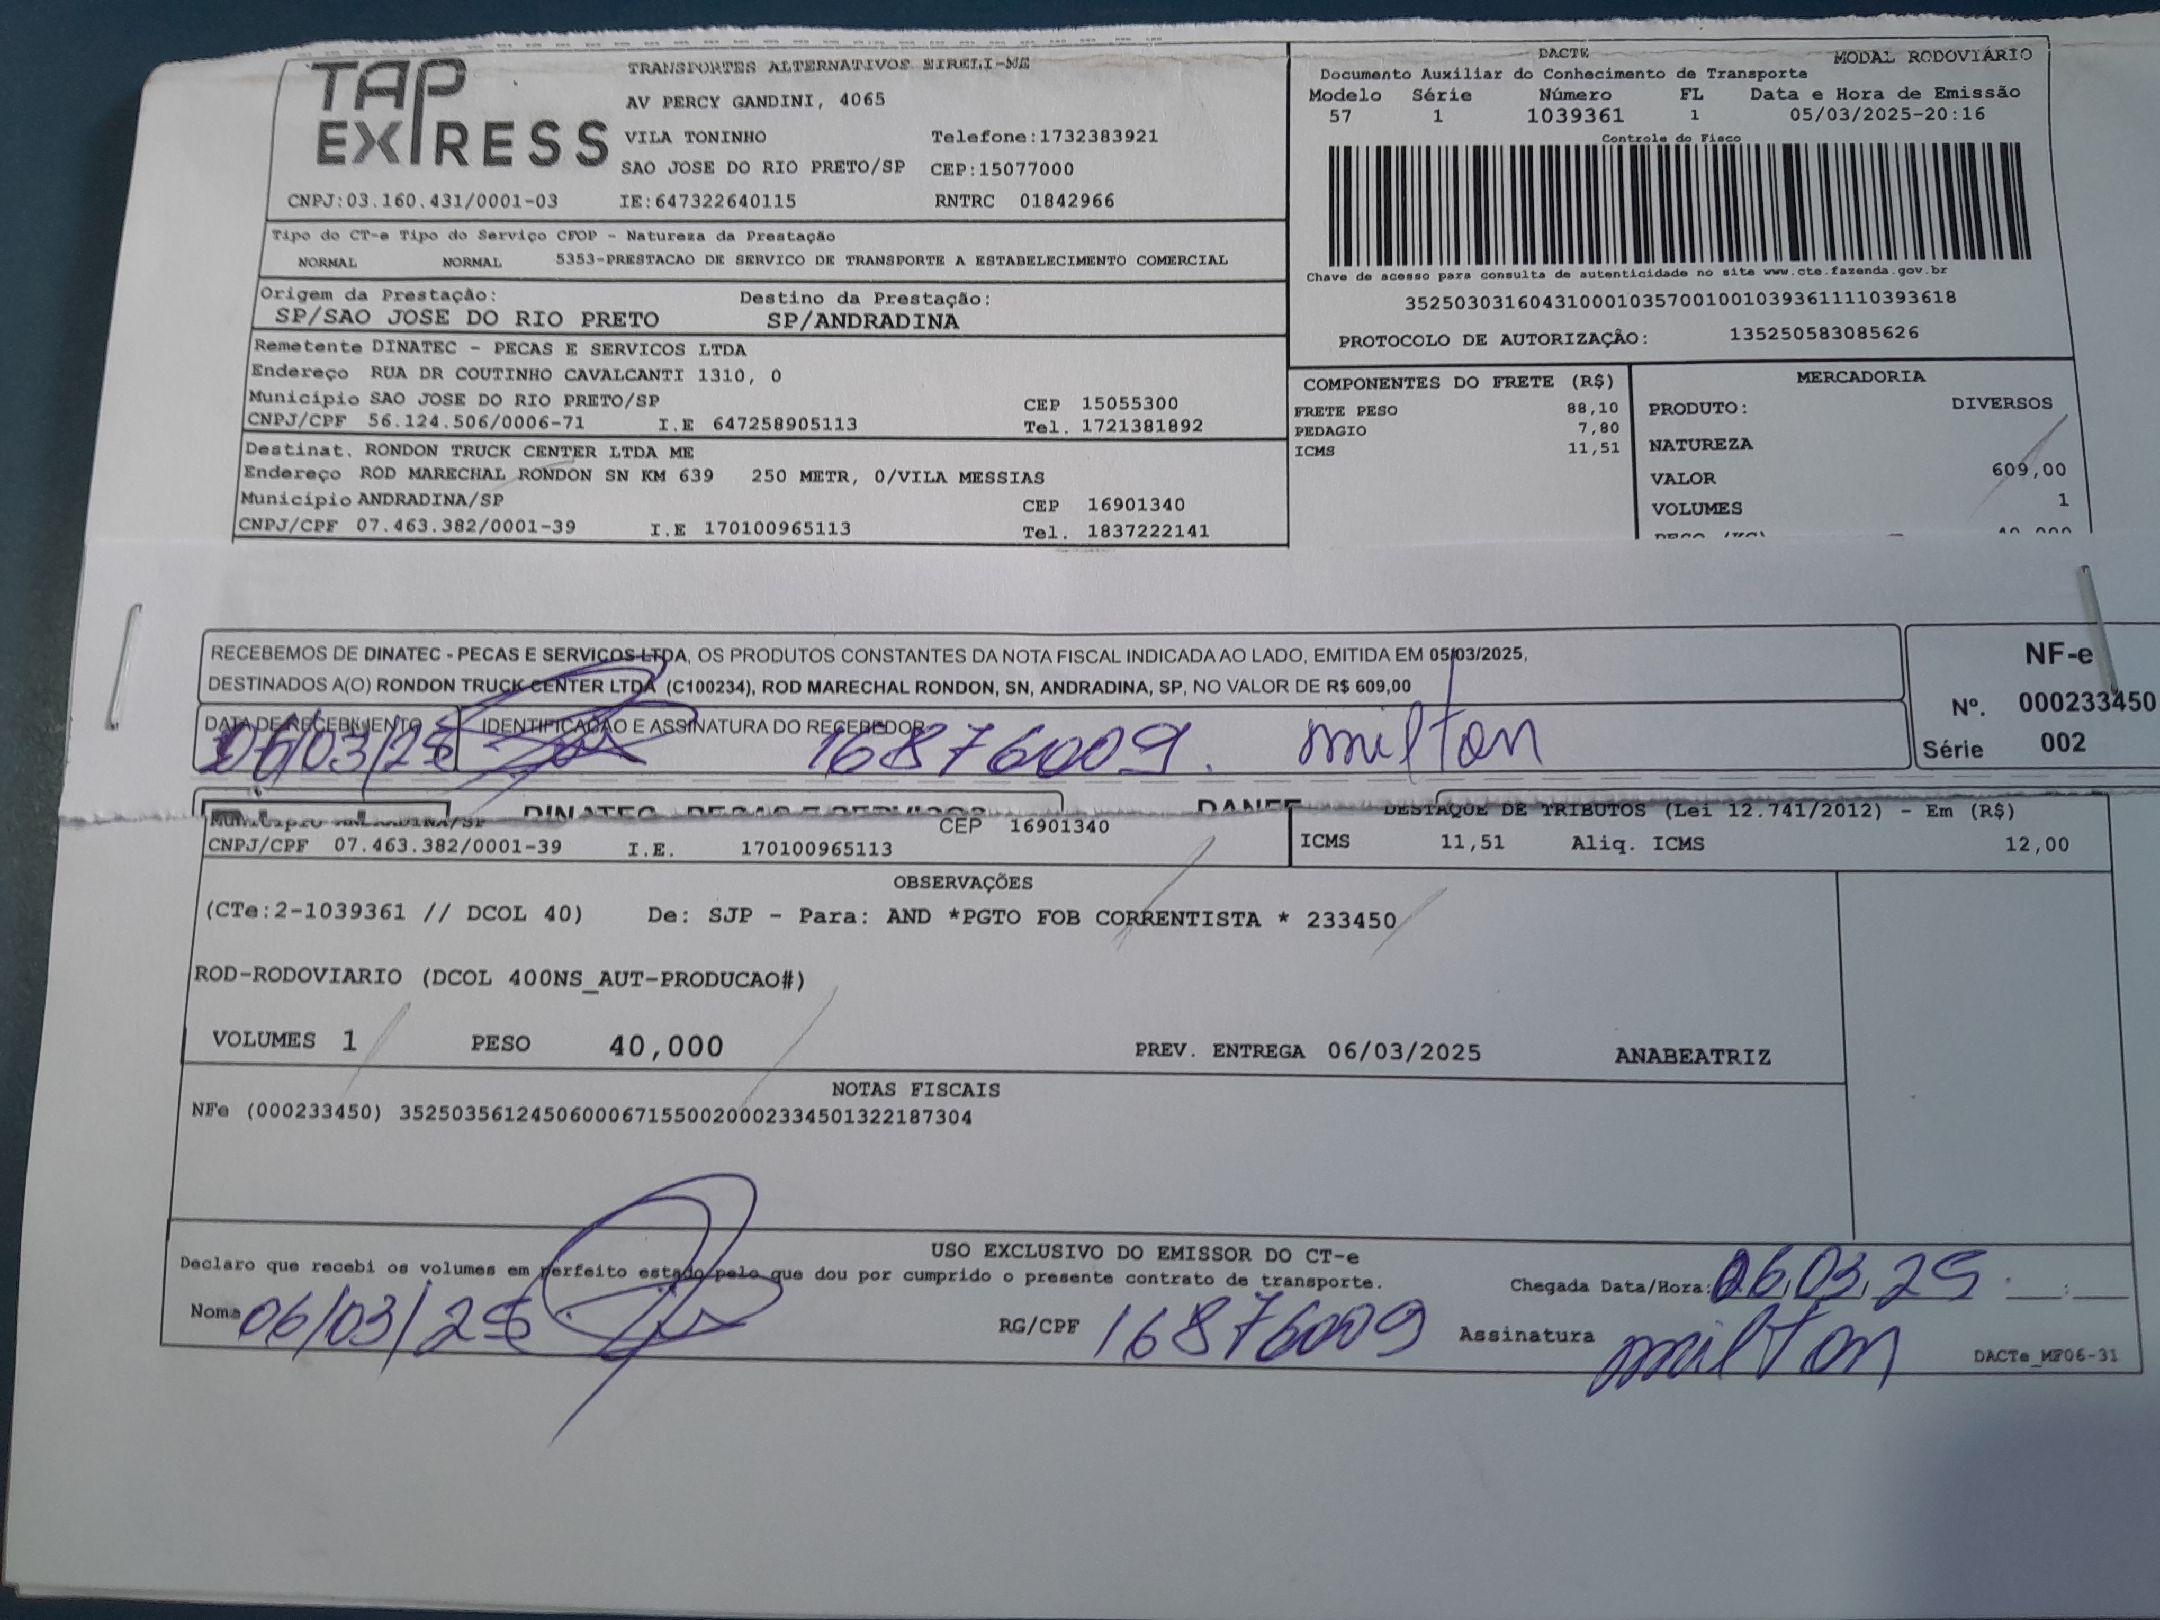 TAP EXPRESS
TRANSPORTES ALTERNATIVOS EIRELI-ME
AV PERCY GANDINI, 4065
VILA TONINHO Telefone:1732383921
SAO JOSE DO RIO PRETO/SP CEP:15077000
CNPJ:03.160.431/0001-03 IE:647322640115 RNTRC 01842966
DACTE MODAL RODOVIÁRIO
Documento Auxiliar do Conhecimento de Transporte
Modelo Série Número FL Data e Hora de Emissão
57 1 1039361 1 05/03/2025-20:16
Controle do Fisco
Chave de acesso para consulta de autenticidade no site www.cte.fazenda.gov.br
35250303160431000103570010010393611110393618
PROTOCOLO DE AUTORIZAÇÃO: 135250583085626
Tipo do CT-e Tipo do Serviço CFOP - Natureza da Prestação
NORMAL NORMAL 5353-PRESTACAO DE SERVICO DE TRANSPORTE A ESTABELECIMENTO COMERCIAL
Origem da Prestação: Destino da Prestação:
SP/SAO JOSE DO RIO PRETO SP/ANDRADINA
Remetente DINATEC - PECAS E SERVICOS LTDA
Endereço RUA DR COUTINHO CAVALCANTI 1310, 0
Município SAO JOSE DO RIO PRETO/SP CEP 15055300
CNPJ/CPF 56.124.506/0006-71 I.E 647258905113 Tel. 1721381892
Destinat. RONDON TRUCK CENTER LTDA ME
Endereço ROD MARECHAL RONDON SN KM 639 250 METR, 0/VILA MESSIAS
Município ANDRADINA/SP CEP 16901340
CNPJ/CPF 07.463.382/0001-39 I.E 170100965113 Tel. 1837222141
COMPONENTES DO FRETE (R$)
FRETE PESO 88,10
PEDAGIO 7,80
ICMS 11,51
MERCADORIA
PRODUTO: DIVERSOS
NATUREZA
VALOR 609,00
VOLUMES 1
RECEBEMOS DE DINATEC - PECAS E SERVICOS LTDA, OS PRODUTOS CONSTANTES DA NOTA FISCAL INDICADA AO LADO, EMITIDA EM 05/03/2025,
DESTINADOS A(O) RONDON TRUCK CENTER LTDA (C100234), ROD MARECHAL RONDON, SN, ANDRADINA, SP, NO VALOR DE R$ 609,00
DATA DE RECEBIMENTO IDENTIFICAÇÃO E ASSINATURA DO RECEBEDOR
06/03/25 16876009. milton
NF-e
Nº. 000233450
Série 002
DINATEC - PECAS E SERVICOS DANFE
Município ANDRADINA/SP CEP 16901340
CNPJ/CPF 07.463.382/0001-39 I.E. 170100965113
DESTAQUE DE TRIBUTOS (Lei 12.741/2012) - Em (R$)
ICMS 11,51 Aliq. ICMS 12,00
OBSERVAÇÕES
(CTe:2-1039361 // DCOL 40) De: SJP - Para: AND *PGTO FOB CORRENTISTA * 233450
ROD-RODOVIARIO (DCOL 400NS_AUT-PRODUCAO#)
VOLUMES 1 PESO 40,000 PREV. ENTREGA 06/03/2025 ANABEATRIZ
NOTAS FISCAIS
NFe (000233450) 35250356124506000671550020002334501322187304
USO EXCLUSIVO DO EMISSOR DO CT-e
Declaro que recebi os volumes em perfeito estado pelo que dou por cumprido o presente contrato de transporte.
Chegada Data/Hora: 06,03,25
Nome 06/03/25 RG/CPF 16876009 Assinatura milton
DACTe_MF06-31